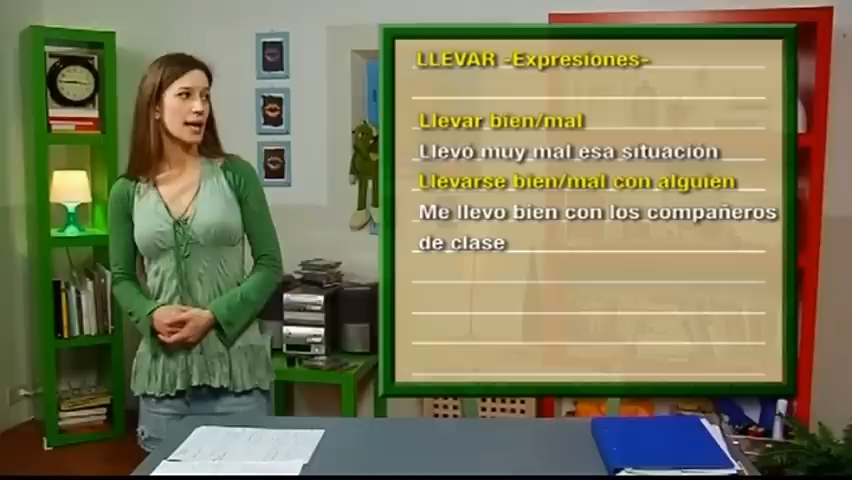 LLEVAR -Expresiones-
Llevar bien/mal
Llevó muy mal esa situación
Llevarse bien/mal con alguien
Me llevo bien con los compañeros
de clase